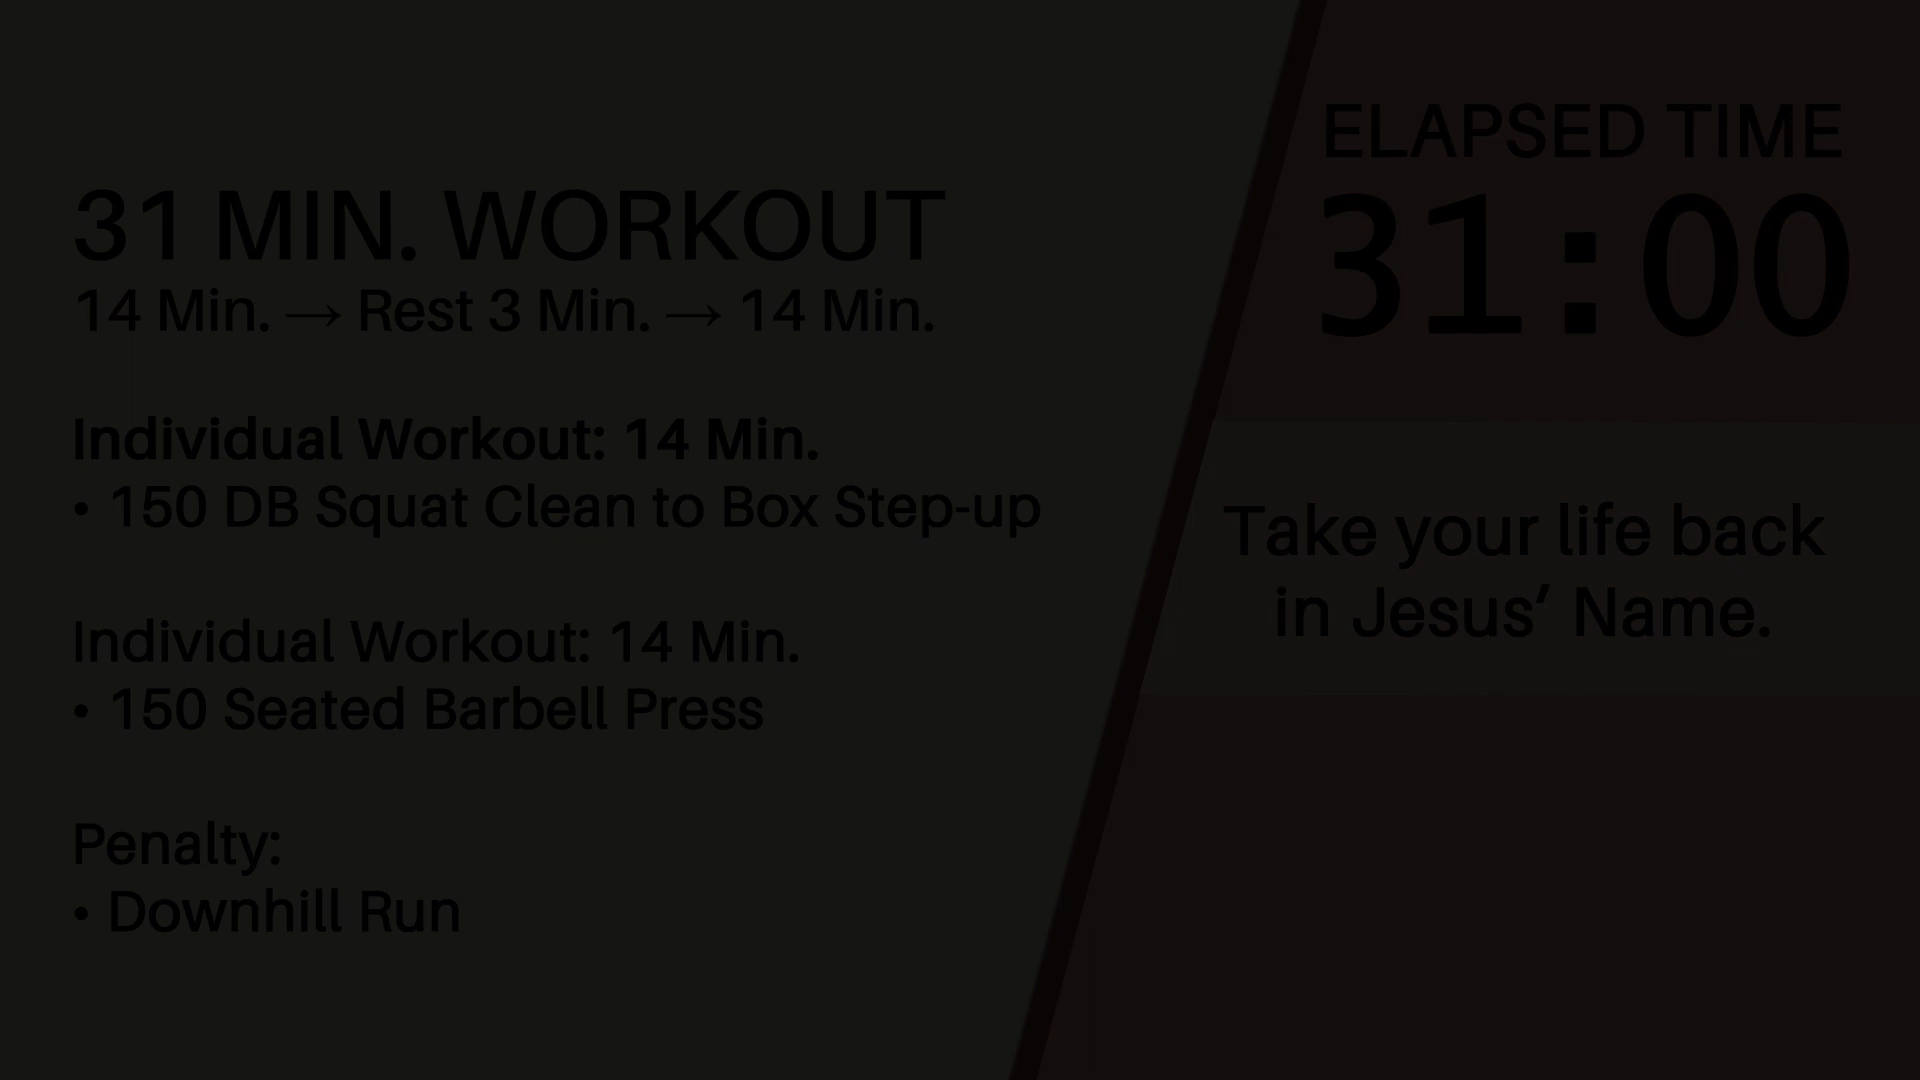 31 MIN. WORKOUT
14 Min. → Rest 3 Min. → 14 Min.
Individual Workout: 14 Min.
• 150 DB Squat Clean to Box Step-up
Individual Workout: 14 Min.
• 150 Seated Barbell Press
Penalty:
• Downhill Run
ELAPSED TIME
31:00
Take your life back
in Jesus’ Name.